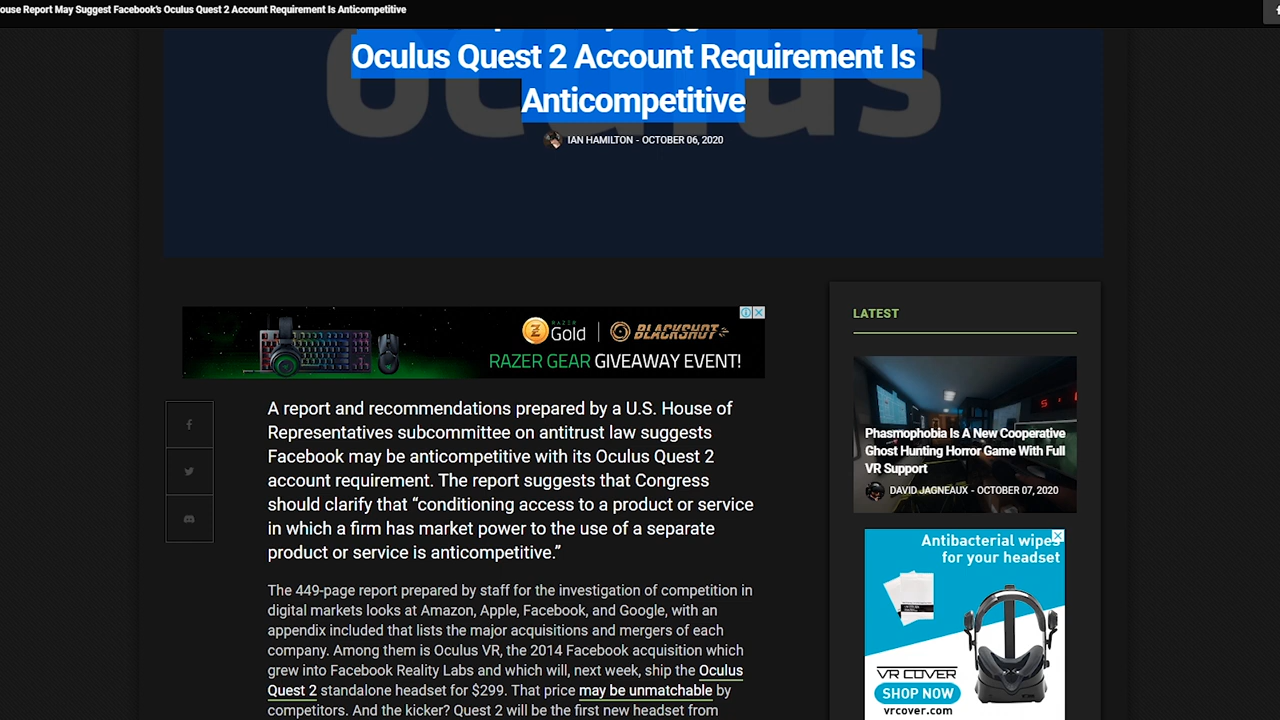 ouse Report May Suggest Facebook's Oculus Quest 2 Account Requirement Is Anticompetitive
Oculus Quest 2 Account Requirement Is
Anticompetitive
oculus
IAN HAMILTON - OCTOBER 06, 2020
RAZER
Gold
BLACKSHOT
RAZER GEAR GIVEAWAY EVENT!
A report and recommendations prepared by a U.S. House of
Representatives subcommittee on antitrust law suggests
Facebook may be anticompetitive with its Oculus Quest 2
account requirement. The report suggests that Congress
should clarify that “conditioning access to a product or service
in which a firm has market power to the use of a separate
product or service is anticompetitive.”
The 449-page report prepared by staff for the investigation of competition in
digital markets looks at Amazon, Apple, Facebook, and Google, with an
appendix included that lists the major acquisitions and mergers of each
company. Among them is Oculus VR, the 2014 Facebook acquisition which
grew into Facebook Reality Labs and which will, next week, ship the Oculus
Quest 2 standalone headset for $299. That price may be unmatchable by
competitors. And the kicker? Quest 2 will be the first new headset from
LATEST
Phasmophobia Is A New Cooperative
Ghost Hunting Horror Game With Full
VR Support
DAVID JAGNEAUX - OCTOBER 07, 2020
Antibacterial wipes
for your headset
VR COVER
SHOP NOW
vrcover.com